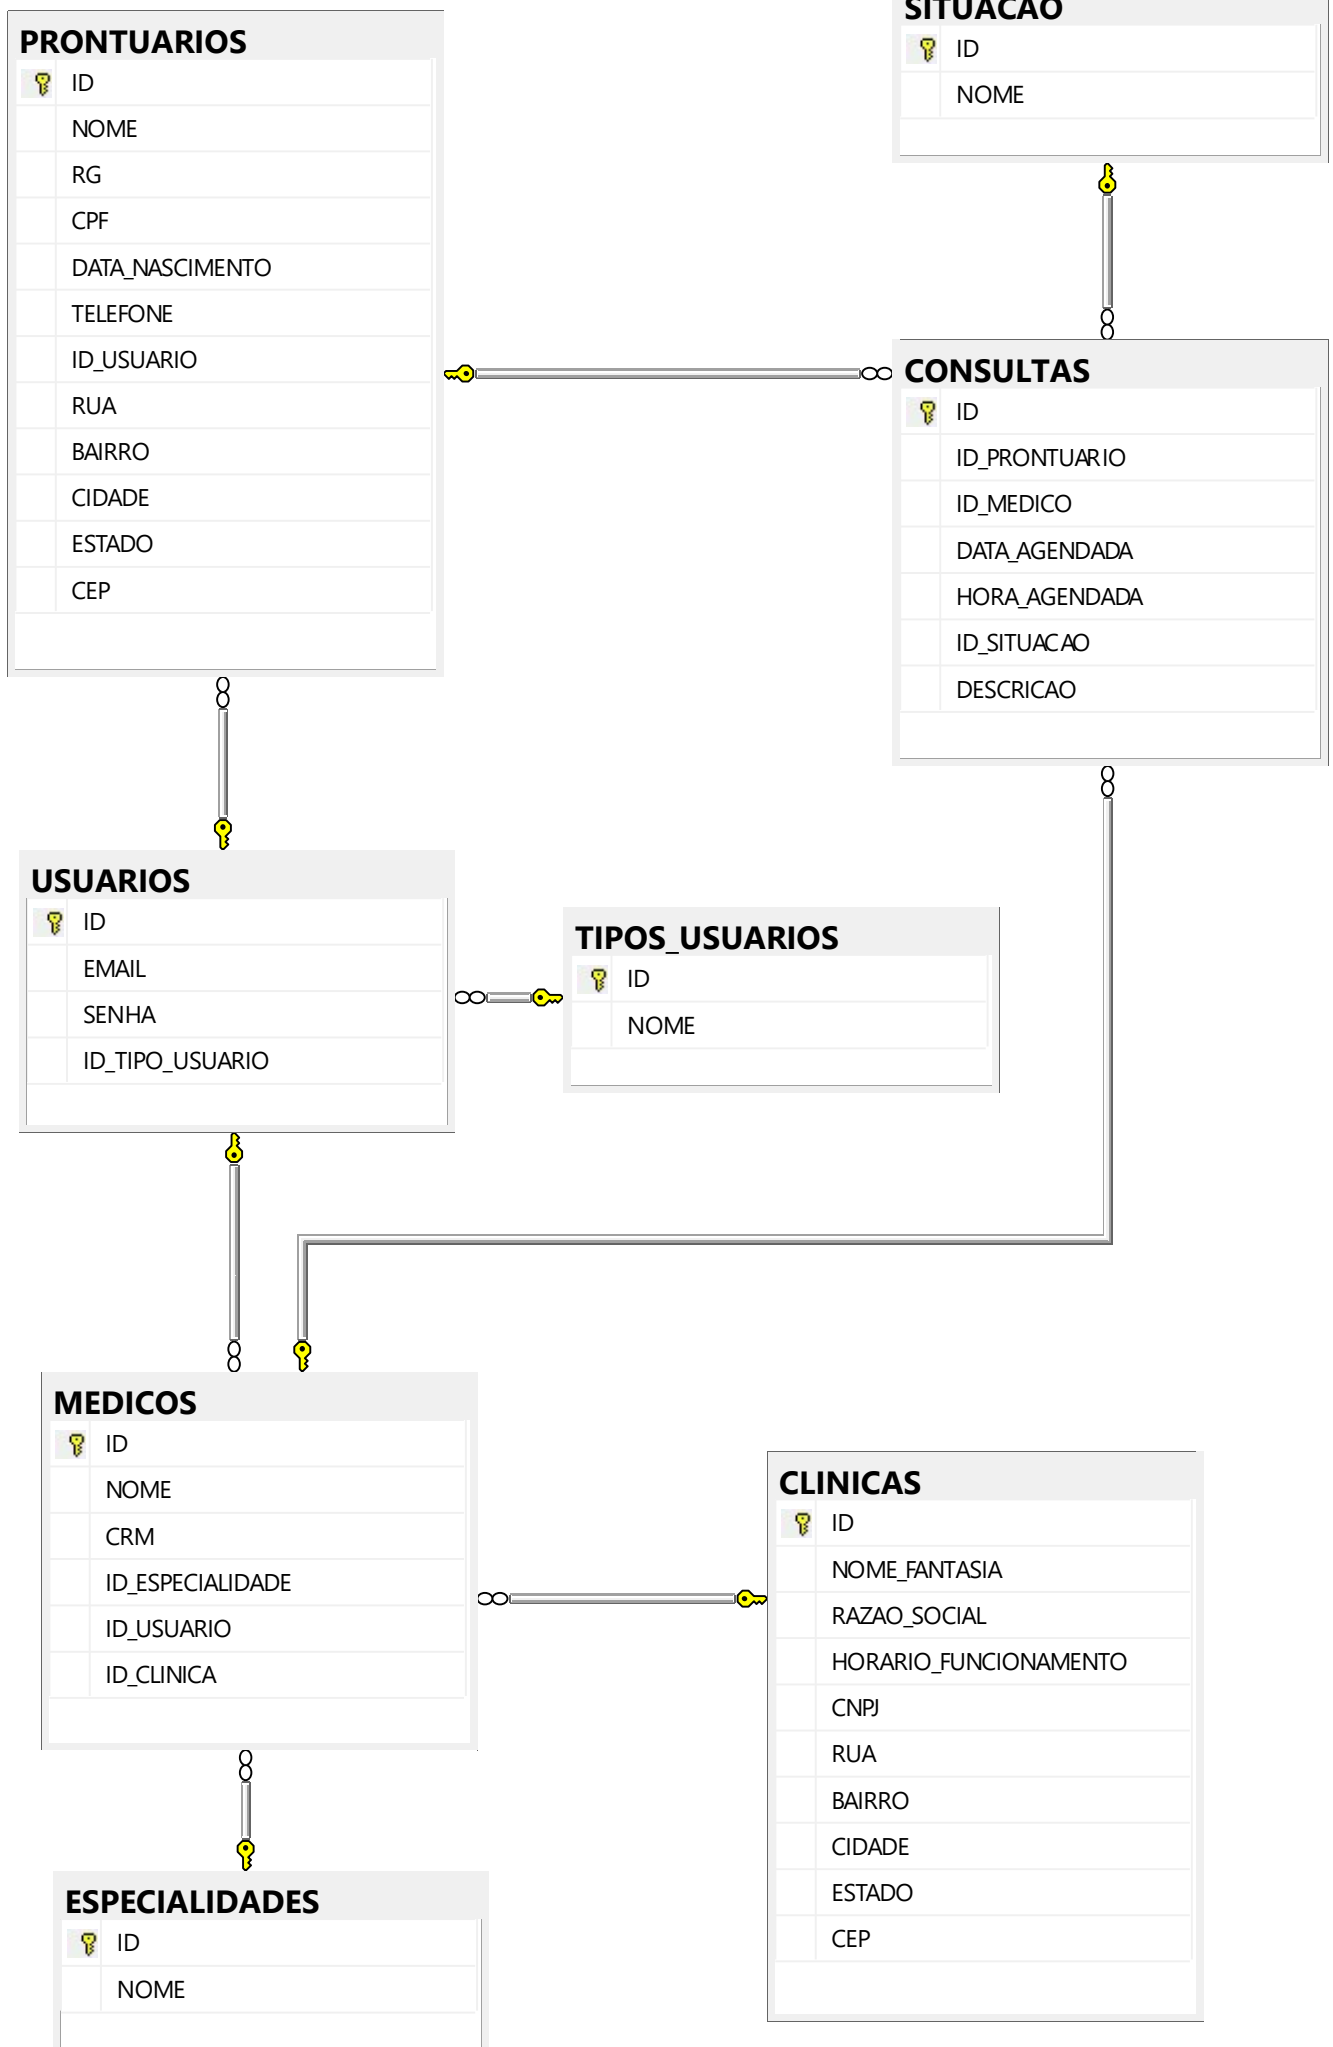 PRONTUARIOS
ID
NOME
RG
CPF
DATA_NASCIMENTO
TELEFONE
ID_USUARIO
RUA
BAIRRO
CIDADE
ESTADO
CEP
SITUACAO
ID
NOME
CONSULTAS
ID
ID_PRONTUARIO
ID_MEDICO
DATA_AGENDADA
HORA_AGENDADA
ID_SITUACAO
DESCRICAO
USUARIOS
ID
EMAIL
SENHA
ID_TIPO_USUARIO
TIPOS_USUARIOS
ID
NOME
MEDICOS
ID
NOME
CRM
ID_ESPECIALIDADE
ID_USUARIO
ID_CLINICA
CLINICAS
ID
NOME_FANTASIA
RAZAO_SOCIAL
HORARIO_FUNCIONAMENTO
CNPJ
RUA
BAIRRO
CIDADE
ESTADO
CEP
ESPECIALIDADES
ID
NOME